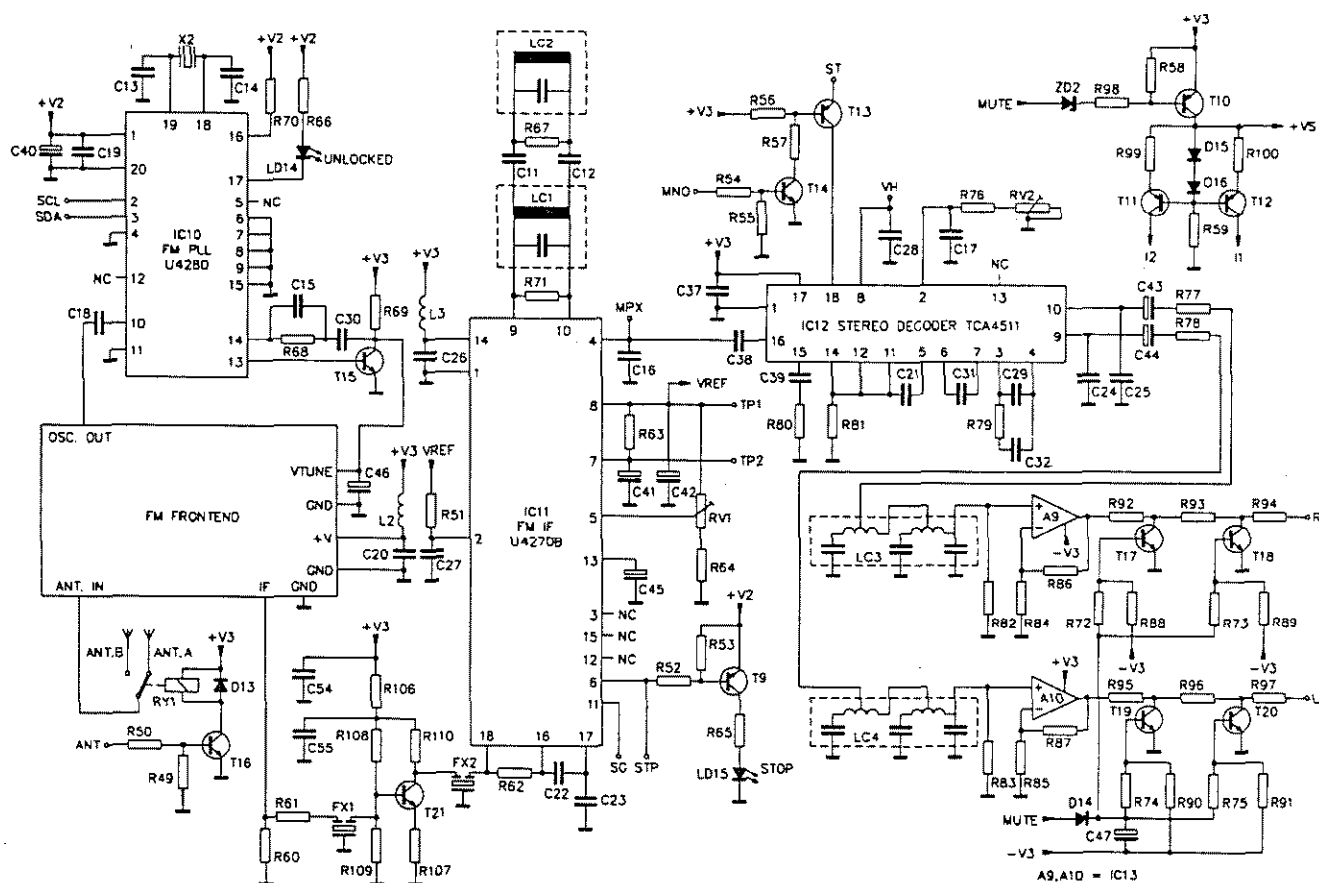 +V3
LC2
X2
+V2 +V2
C13 C14
ST
R58
ZD2 R98
MUTE
T10
+V3 R56
T13
+V2
19 18
R70 R66
1 16
R67
R57
+VS
C40 C19
C11 C12
R99 D15 R100
20
LD14 UNLOCKED
17
MNO R54
T14
VH
R76 RV2
D16
SCL 2
5 NC
LC1
R55
T11 T12
SDA 3
6
C28 C17
R59
4
IC10
FM PLL
U428D
7
8
9
15
I2 I1
NC 12
+V3
+V3
R71
+V3
NC
C15
R69
L3
MPX
C37
17 18 8 2 13
C43 R77
C18
10
C30
9 10
1
10
11
14
R68
14
4
C38
16
IC12 STEREO DECODER TCA4511
9
R78
C44
13
T15
C26
1
C16
15 14 12 11 5 6 7 3 4
C39
C21 C31 C29
C24 C25
VREF
8
TP1
R80 R81
R79
C32
OSC. OUT
R63
VTUNE
C46
+V3 VREF
7
TP2
GND
L2
R51
C41 C42
FM FRONTEND
IC11
FM IF
U427DB
5
RV1
+V
C20
2
C27
13
R64
GND
C45
ANT. IN IF GND
3 NC
15 NC
12 NC
+V2
LC3
A9
-V3
R92 R93 R94
R
T17 T18
R86
R82 R84
R72 R88 R73 R89
-V3 -V3
ANT.B ANT.A
+V3
+V3
R53
6
R52
T9
RY1
D13
C54
R106
11
+V3
A10
R95 R96 R97
L
T19 T20
LC4
R87
R50
ANT
T16
C55
R108 R110
18 16 17
FX2
R62
C22
C23
SC STP
R65
LD15 STOP
R83 R85
R49
R61 FX1
T21
D14
R74 R90 R75 R91
MUTE
C47
R60
R109 R107
-V3
A9,A10 = IC13